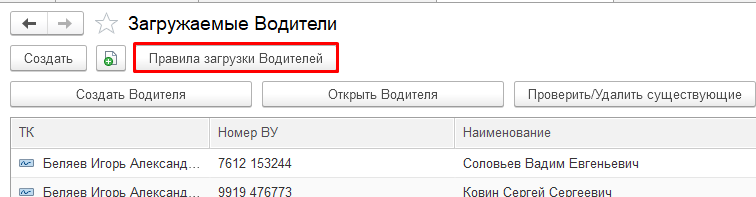 Загружаемые Водители
Создать Правила загрузки Водителей
Создать Водителя Открыть Водителя Проверить/Удалить существующие
ТК Номер ВУ Наименование
Беляев Игорь Александ... 7612 153244 Соловьев Вадим Евгеньевич
Беляев Игорь Александ... 9919 476773 Ковин Сергей Сергеевич